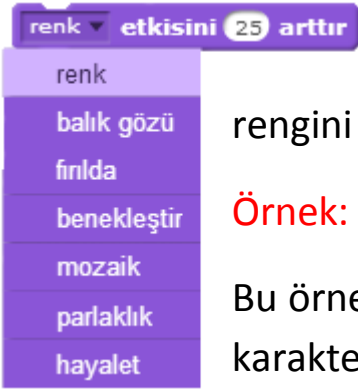 renk etkisini 25 arttır
renk
balık gözü
fırılda
benekleştir
mozaik
parlaklık
hayalet
rengini
Örnek:
Bu örne
karakte